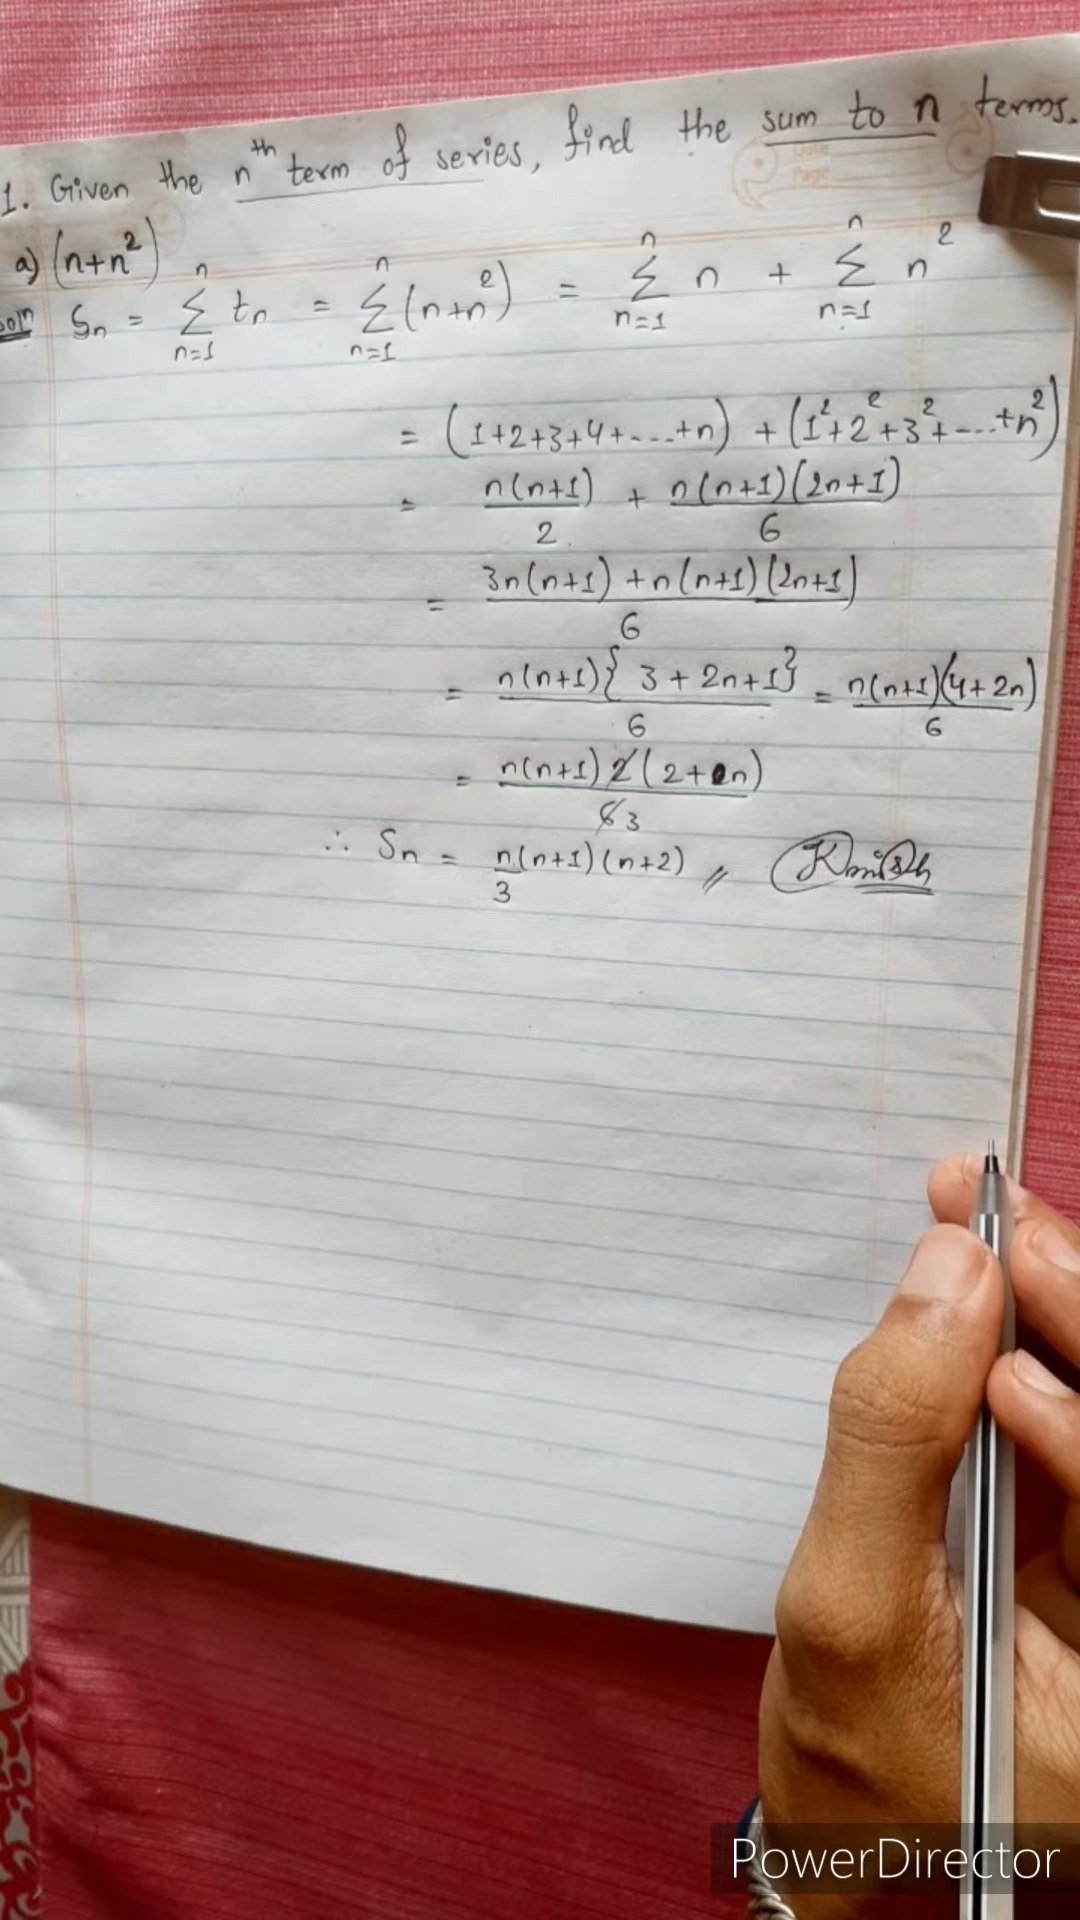 1. Given the nth term of series, find the sum to n terms.
Date
Page
a) (n+n²)
Soln Sn = n Σ n=1 tn = n Σ n=1 (n+n²) = n Σ n=1 n + n Σ n=1 n²
= (1+2+3+4+-...+n) + (1²+2²+3²+-...+n²)
= n(n+1)/2 + n(n+1)(2n+1)/6
= 3n(n+1)+n(n+1)(2n+1)/6
= n(n+1){3+2n+1}/6 = n(n+1)(4+2n)/6
= n(n+1)2(2+n)/6 3
∴ Sn = n/3 (n+1)(n+2) //
PowerDirector